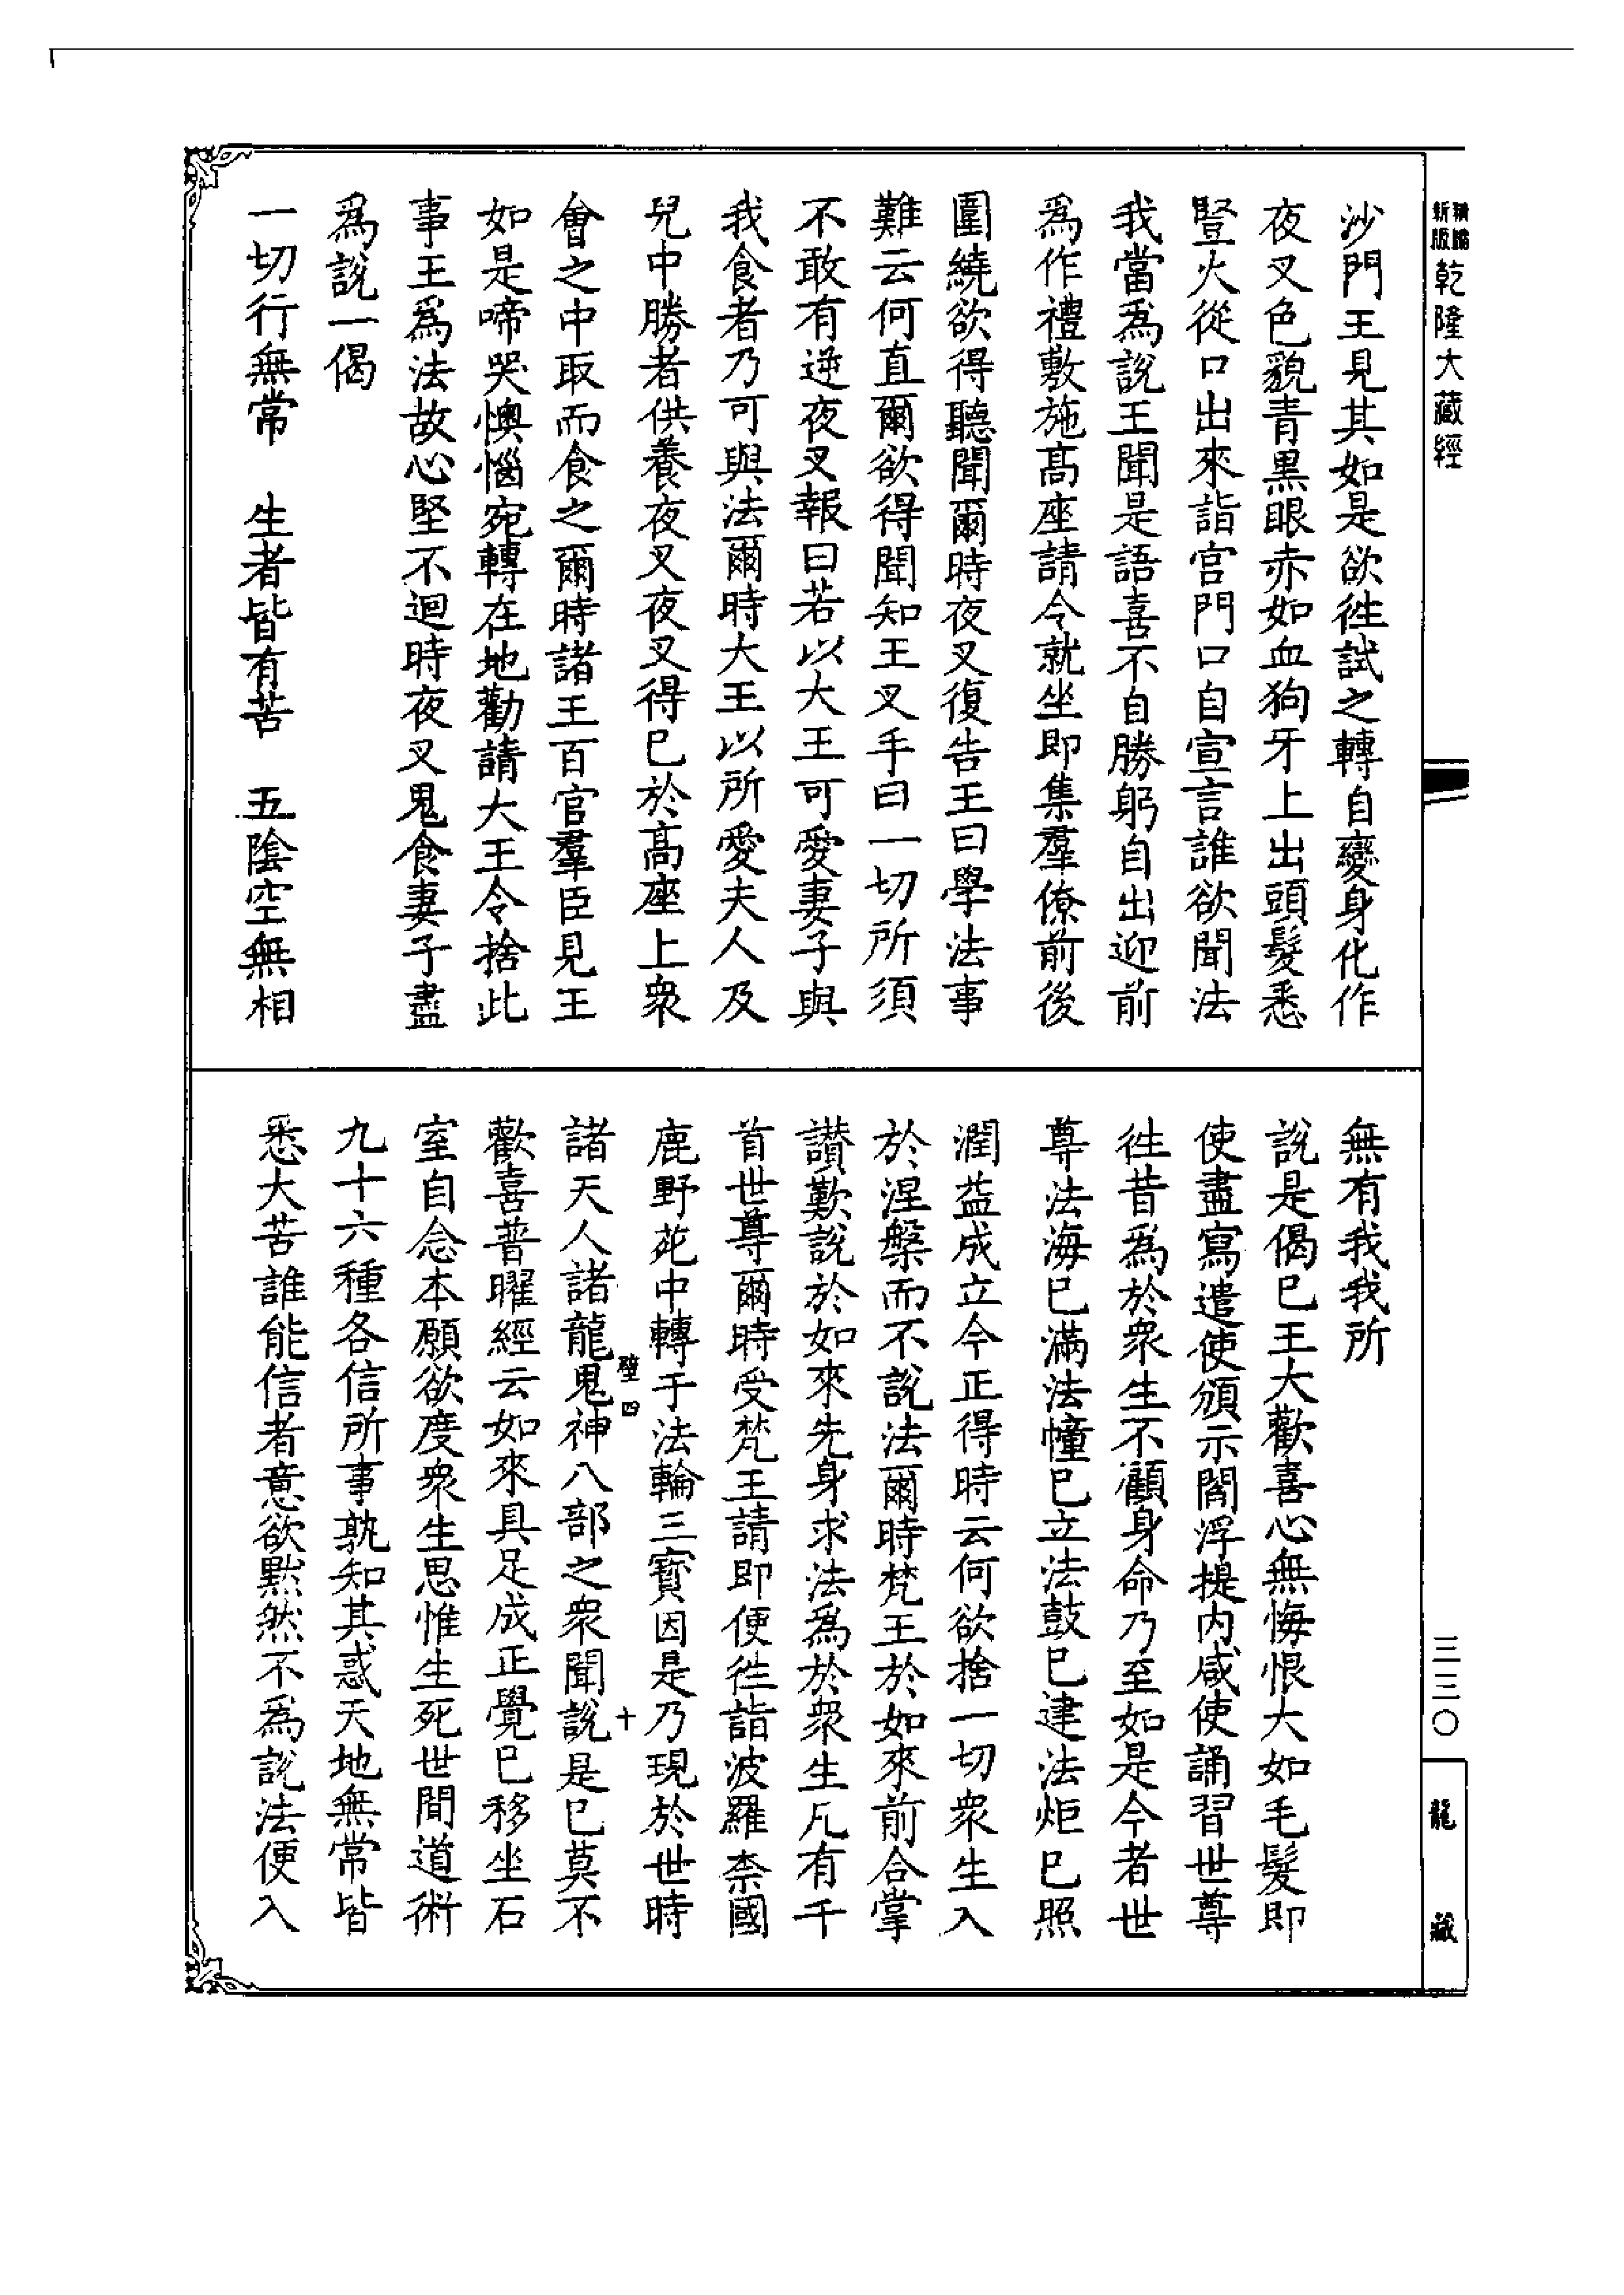 新編
新版
乾隆大藏經
沙門王見其如是欲徃試之轉自變身化作
夜叉色貌青黑眼赤如血狗牙上出頭髮悉
豎火從口出來詣宫門口自宣言誰欲聞法
我當爲說王聞是語喜不自勝躬自出迎前
爲作禮敷施高座請令就坐即集羣僚前後
圍繞欲得聽聞爾時夜叉復告王曰學法事
難云何直爾欲得聞知王叉手曰一切所須
不敢有逆夜叉報曰若以大王可愛妻子與
我食者乃可與法爾時大王以所愛夫人及
兒中勝者供養夜叉夜叉得已於高座上衆
會之中取而食之爾時諸王百官羣臣見王
如是啼哭懊惱宛轉在地勸請大王令捨此
事王爲法故心堅不迴時夜叉鬼食妻子盡
爲說一偈
一切行無常　生者皆有苦　五陰空無相
無有我我所
說是偈已王大歡喜心無悔恨大如毛髮即
使盡寫遣使頒示閻浮提内咸使誦習世尊
徃昔爲於衆生不顧身命乃至如是今者世
尊法海已滿法幢已立法鼓已建法炬已照
潤益成立今正得時云何欲捨一切衆生入
於涅槃而不說法爾時梵王於如來前合掌
讃歎說於如來先身求法爲於衆生凡有千
首世尊爾時受梵王請即便徃詣波羅柰國
鹿野苑中轉于法輪三寳因是乃現於世時
諸天人諸龍鬼神八部之衆聞說是已莫不
壁四　十
歡喜普曜經云如來具足成正覺已移坐石
室自念本願欲度衆生思惟生死世間道術
九十六種各信所事孰知其惑天地無常皆
悉大苦誰能信者意欲默然不爲說法便入
三三〇
龍藏